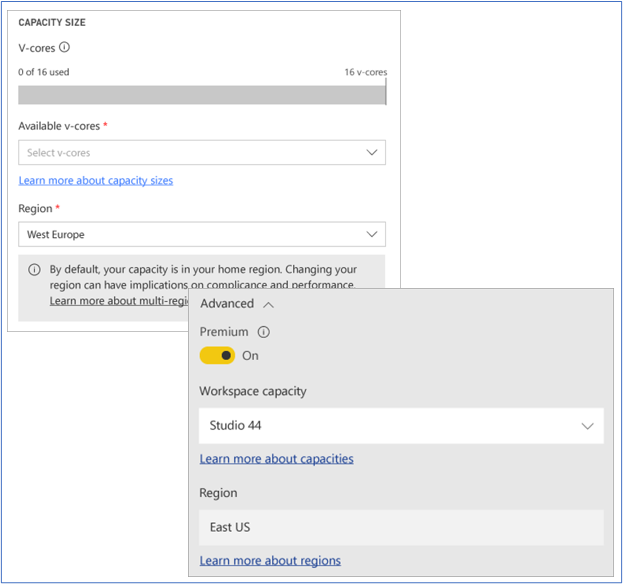 CAPACITY SIZE
V-cores
0 of 16 used
16 v-cores
Available v-cores *
Select v-cores
Learn more about capacity sizes
Region *
West Europe
By default, your capacity is in your home region. Changing your
region can have implications on compliance and performance.
Learn more about multi-regi
Advanced
Premium
On
Workspace capacity
Studio 44
Learn more about capacities
Region
East US
Learn more about regions